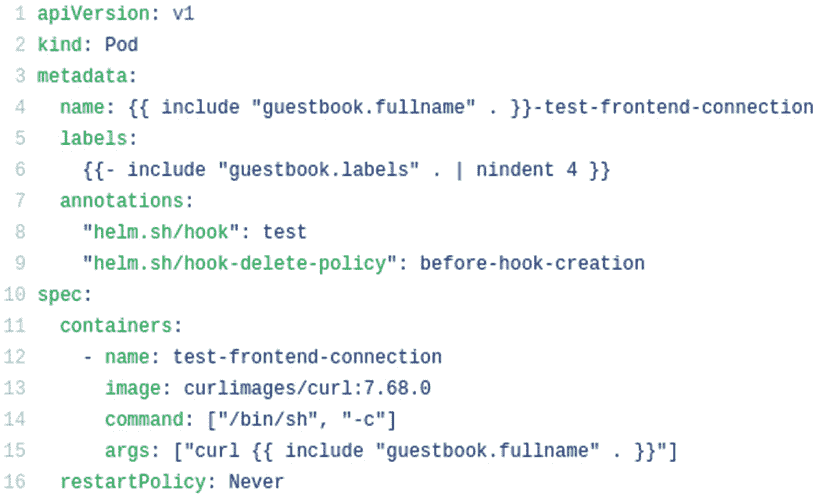 1 apiVersion: v1
2 kind: Pod
3 metadata:
4   name: {{ include "guestbook.fullname" . }}-test-frontend-connection
5   labels:
6     {{- include "guestbook.labels" . | nindent 4 }}
7   annotations:
8     "helm.sh/hook": test
9     "helm.sh/hook-delete-policy": before-hook-creation
10 spec:
11   containers:
12     - name: test-frontend-connection
13       image: curlimages/curl:7.68.0
14       command: ["/bin/sh", "-c"]
15       args: ["curl {{ include "guestbook.fullname" . }}"]
16   restartPolicy: Never